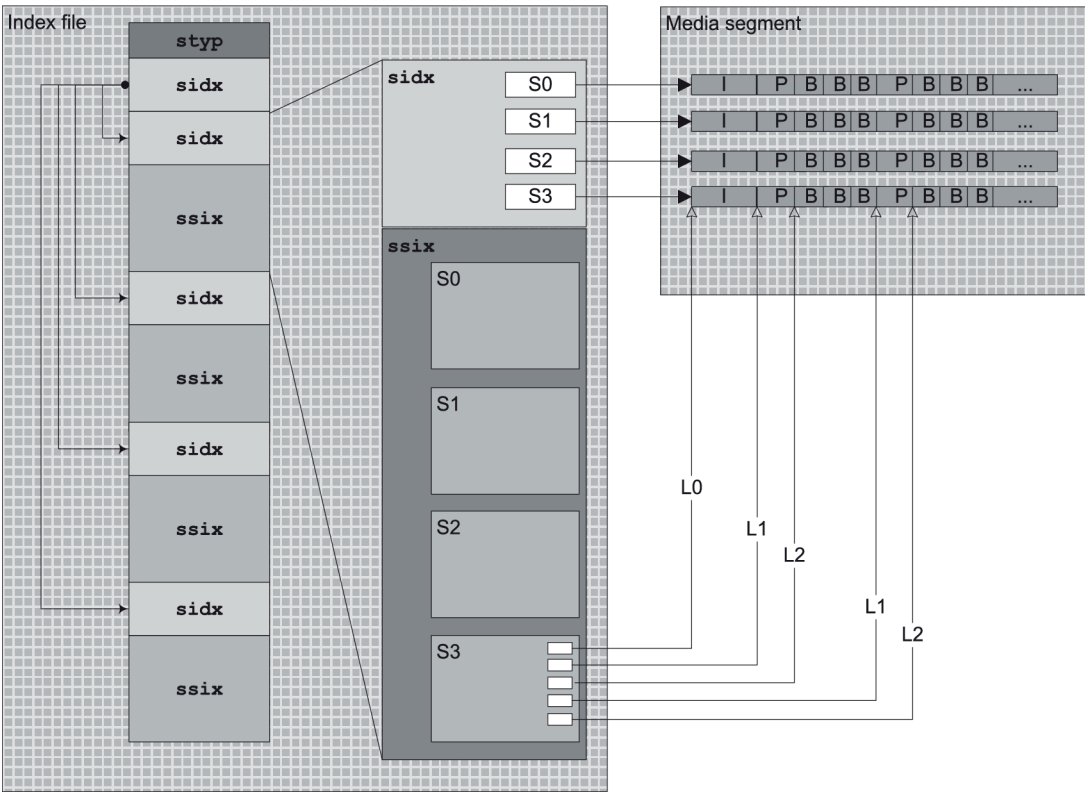 Index file
styp
sidx
sidx
ssix
sidx
ssix
sidx
ssix
sidx
ssix
sidx
S0
S1
S2
S3
ssix
S0
S1
S2
S3
Media segment
I P B B B P B B B ...
I P B B B P B B B ...
I P B B B P B B B ...
I P B B B P B B B ...
L0
L1
L2
L1
L2